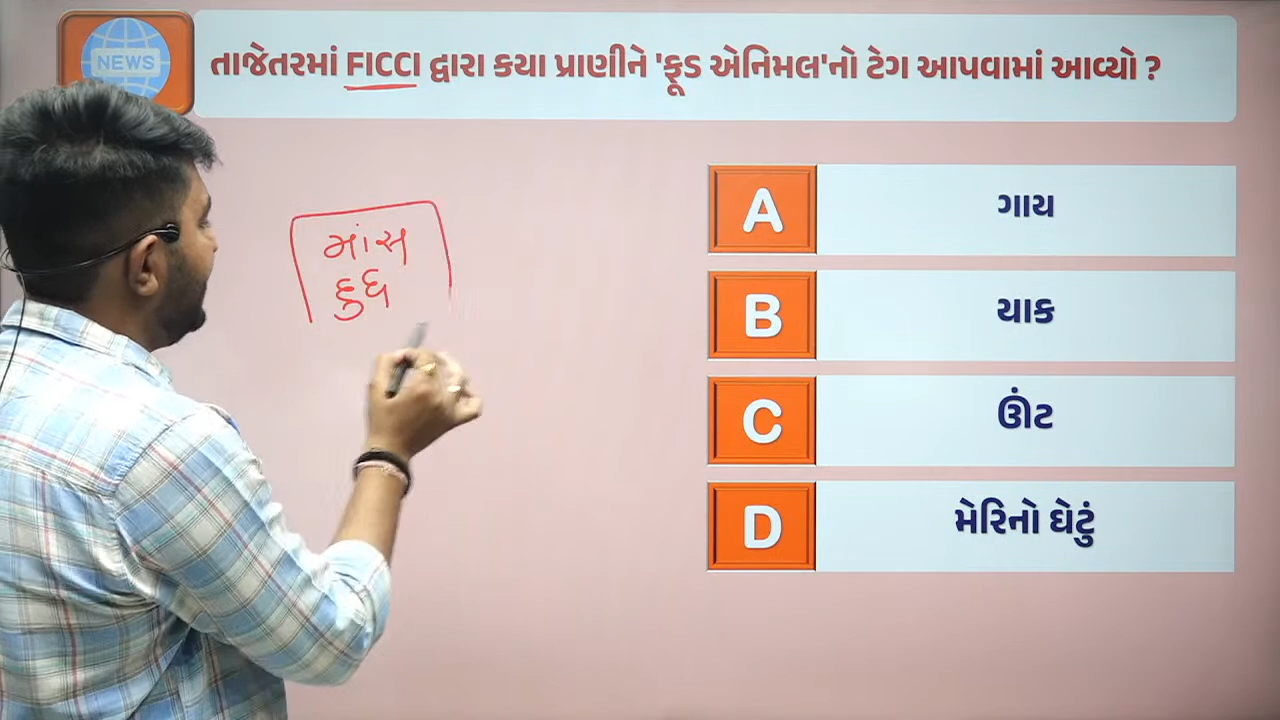 NEWS
તાજેતરમાં FICCI દ્વારા કયા પ્રાણીને 'ફૂડ એનિમલ'નો ટેગ આપવામાં આવ્યો ?
માંસ
દુધ
A
ગાય
B
યાક
C
ઊંટ
D
મેરિનો ઘેટું